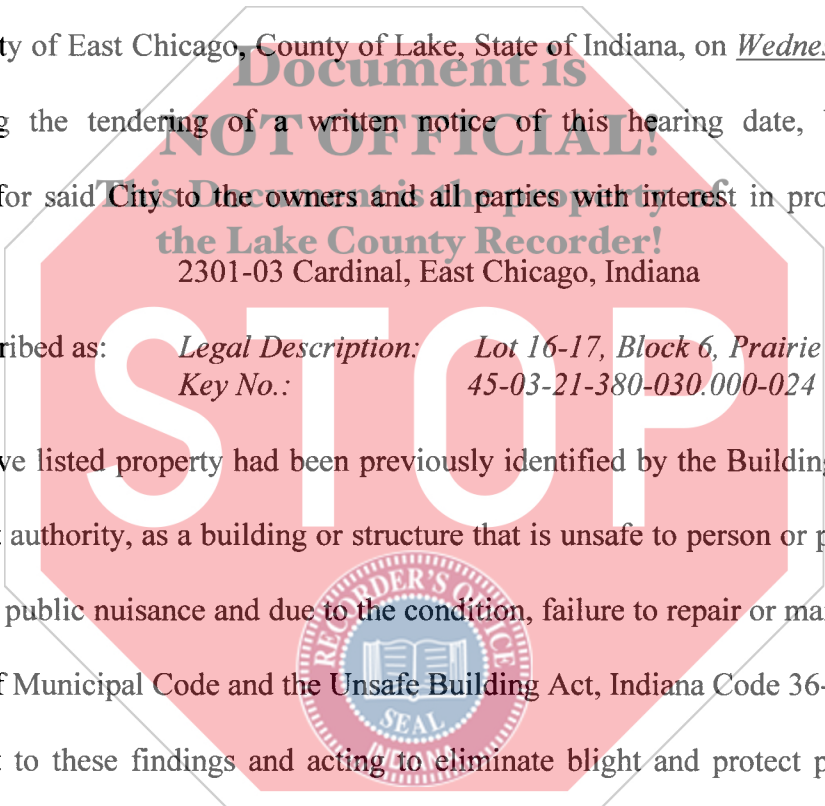 ty of East Chicago, County of Lake, State of Indiana, on Wednes
Document is
g the tendering of a written notice of this hearing date,
NOT OFFICIAL!
for said City to the owners and all parties with interest in pro
This Document is the property of
the Lake County Recorder!
2301-03 Cardinal, East Chicago, Indiana
ribed as: Legal Description: Lot 16-17, Block 6, Prairie
Key No.: 45-03-21-380-030.000-024
STOP
ve listed property had been previously identified by the Building
t authority, as a building or structure that is unsafe to person or p
public nuisance and due to the condition, failure to repair or mai
f Municipal Code and the Unsafe Building Act, Indiana Code 36-
t to these findings and acting to eliminate blight and protect p
RECORDER'S OFFICE
SEAL
INDIANA